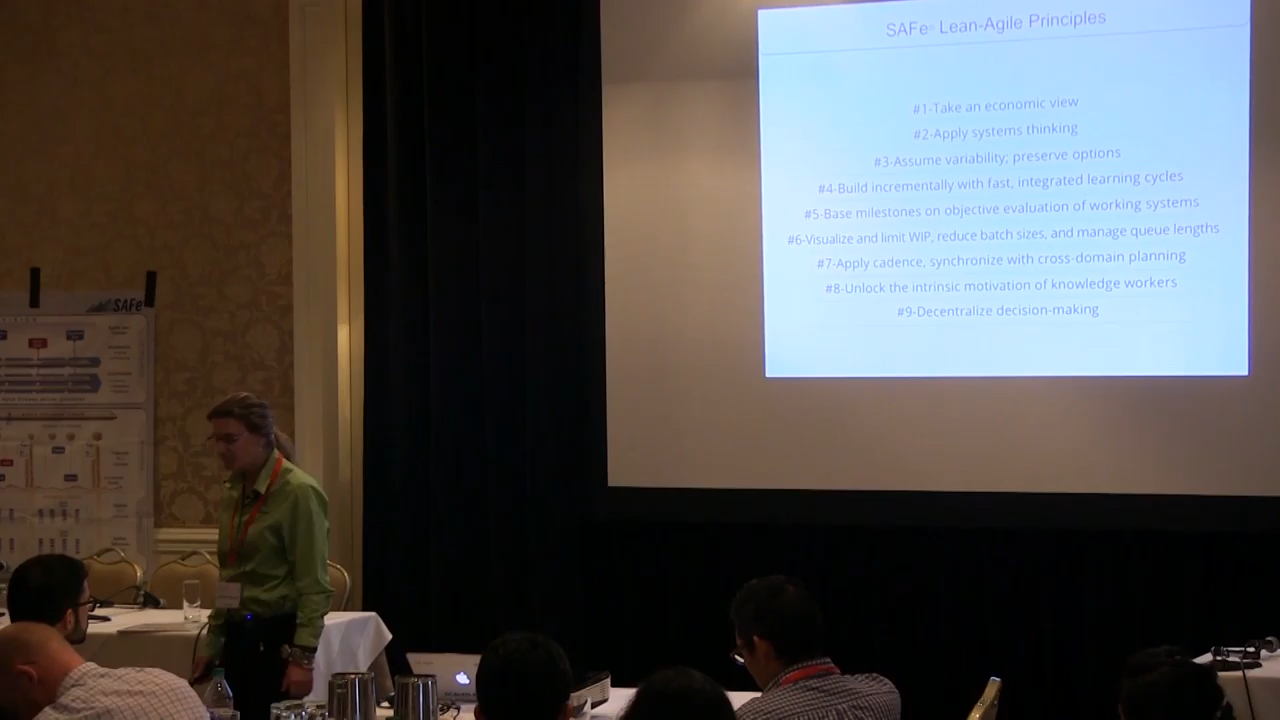 SAFe® Lean-Agile Principles
#1-Take an economic view
#2-Apply systems thinking
#3-Assume variability; preserve options
#4-Build incrementally with fast, integrated learning cycles
#5-Base milestones on objective evaluation of working systems
#6-Visualize and limit WIP, reduce batch sizes, and manage queue lengths
#7-Apply cadence, synchronize with cross-domain planning
#8-Unlock the intrinsic motivation of knowledge workers
#9-Decentralize decision-making
SAFe